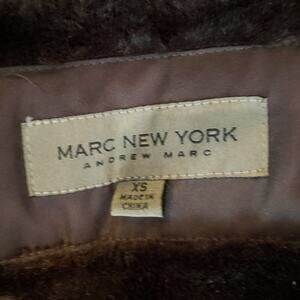 MARC NEW YORK
ANDREW MARC
XS
MADE IN
CHINA